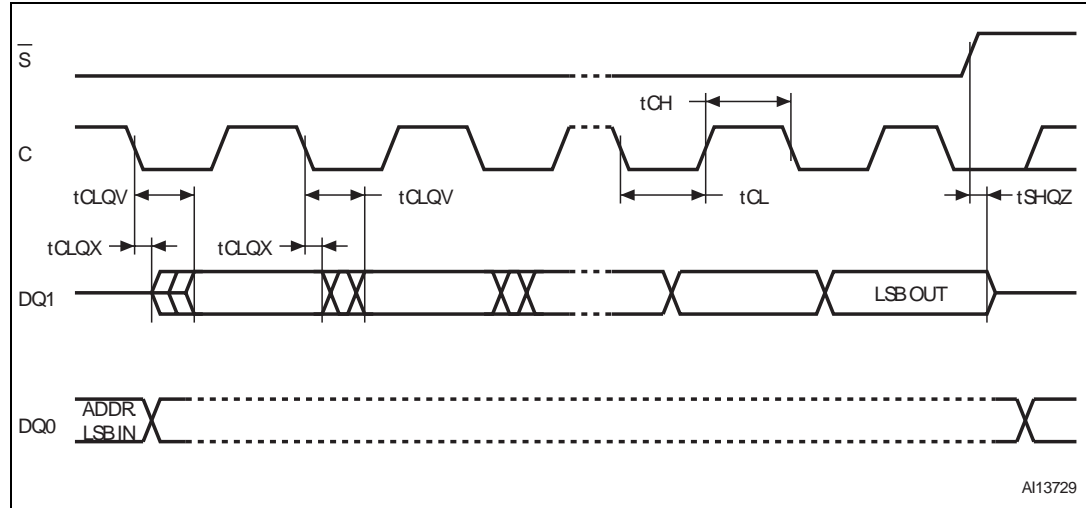 S
tCH
C
tCLQV
tCLQV
tCL
tSHQZ
tCLQX
tCLQX
DQ1
LSB OUT
DQ0
ADDR.
LSB IN
AI13729